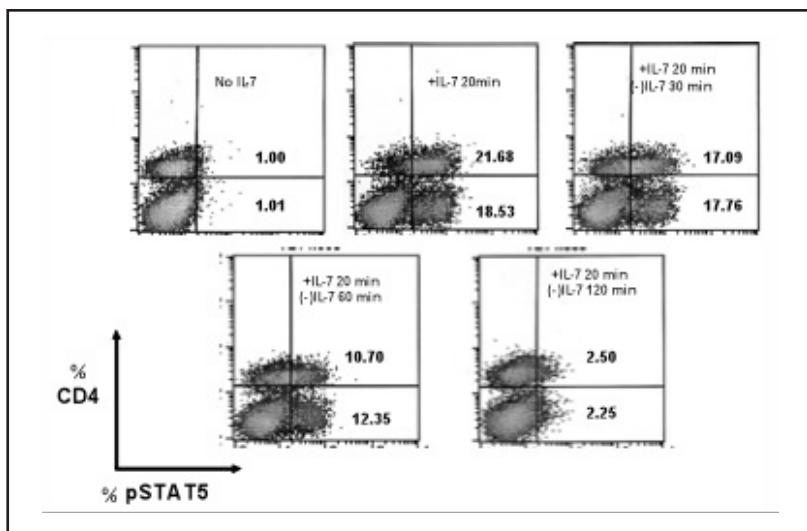 No IL-7
1.00
1.01
+IL-7 20min
21.68
18.53
+IL-7 20 min
(-)IL-7 30 min
17.09
17.76
+IL-7 20 min
(-)IL-7 60 min
10.70
12.35
+IL-7 20 min
(-)IL-7 120 min
2.50
2.25
%
CD4
% pSTAT5